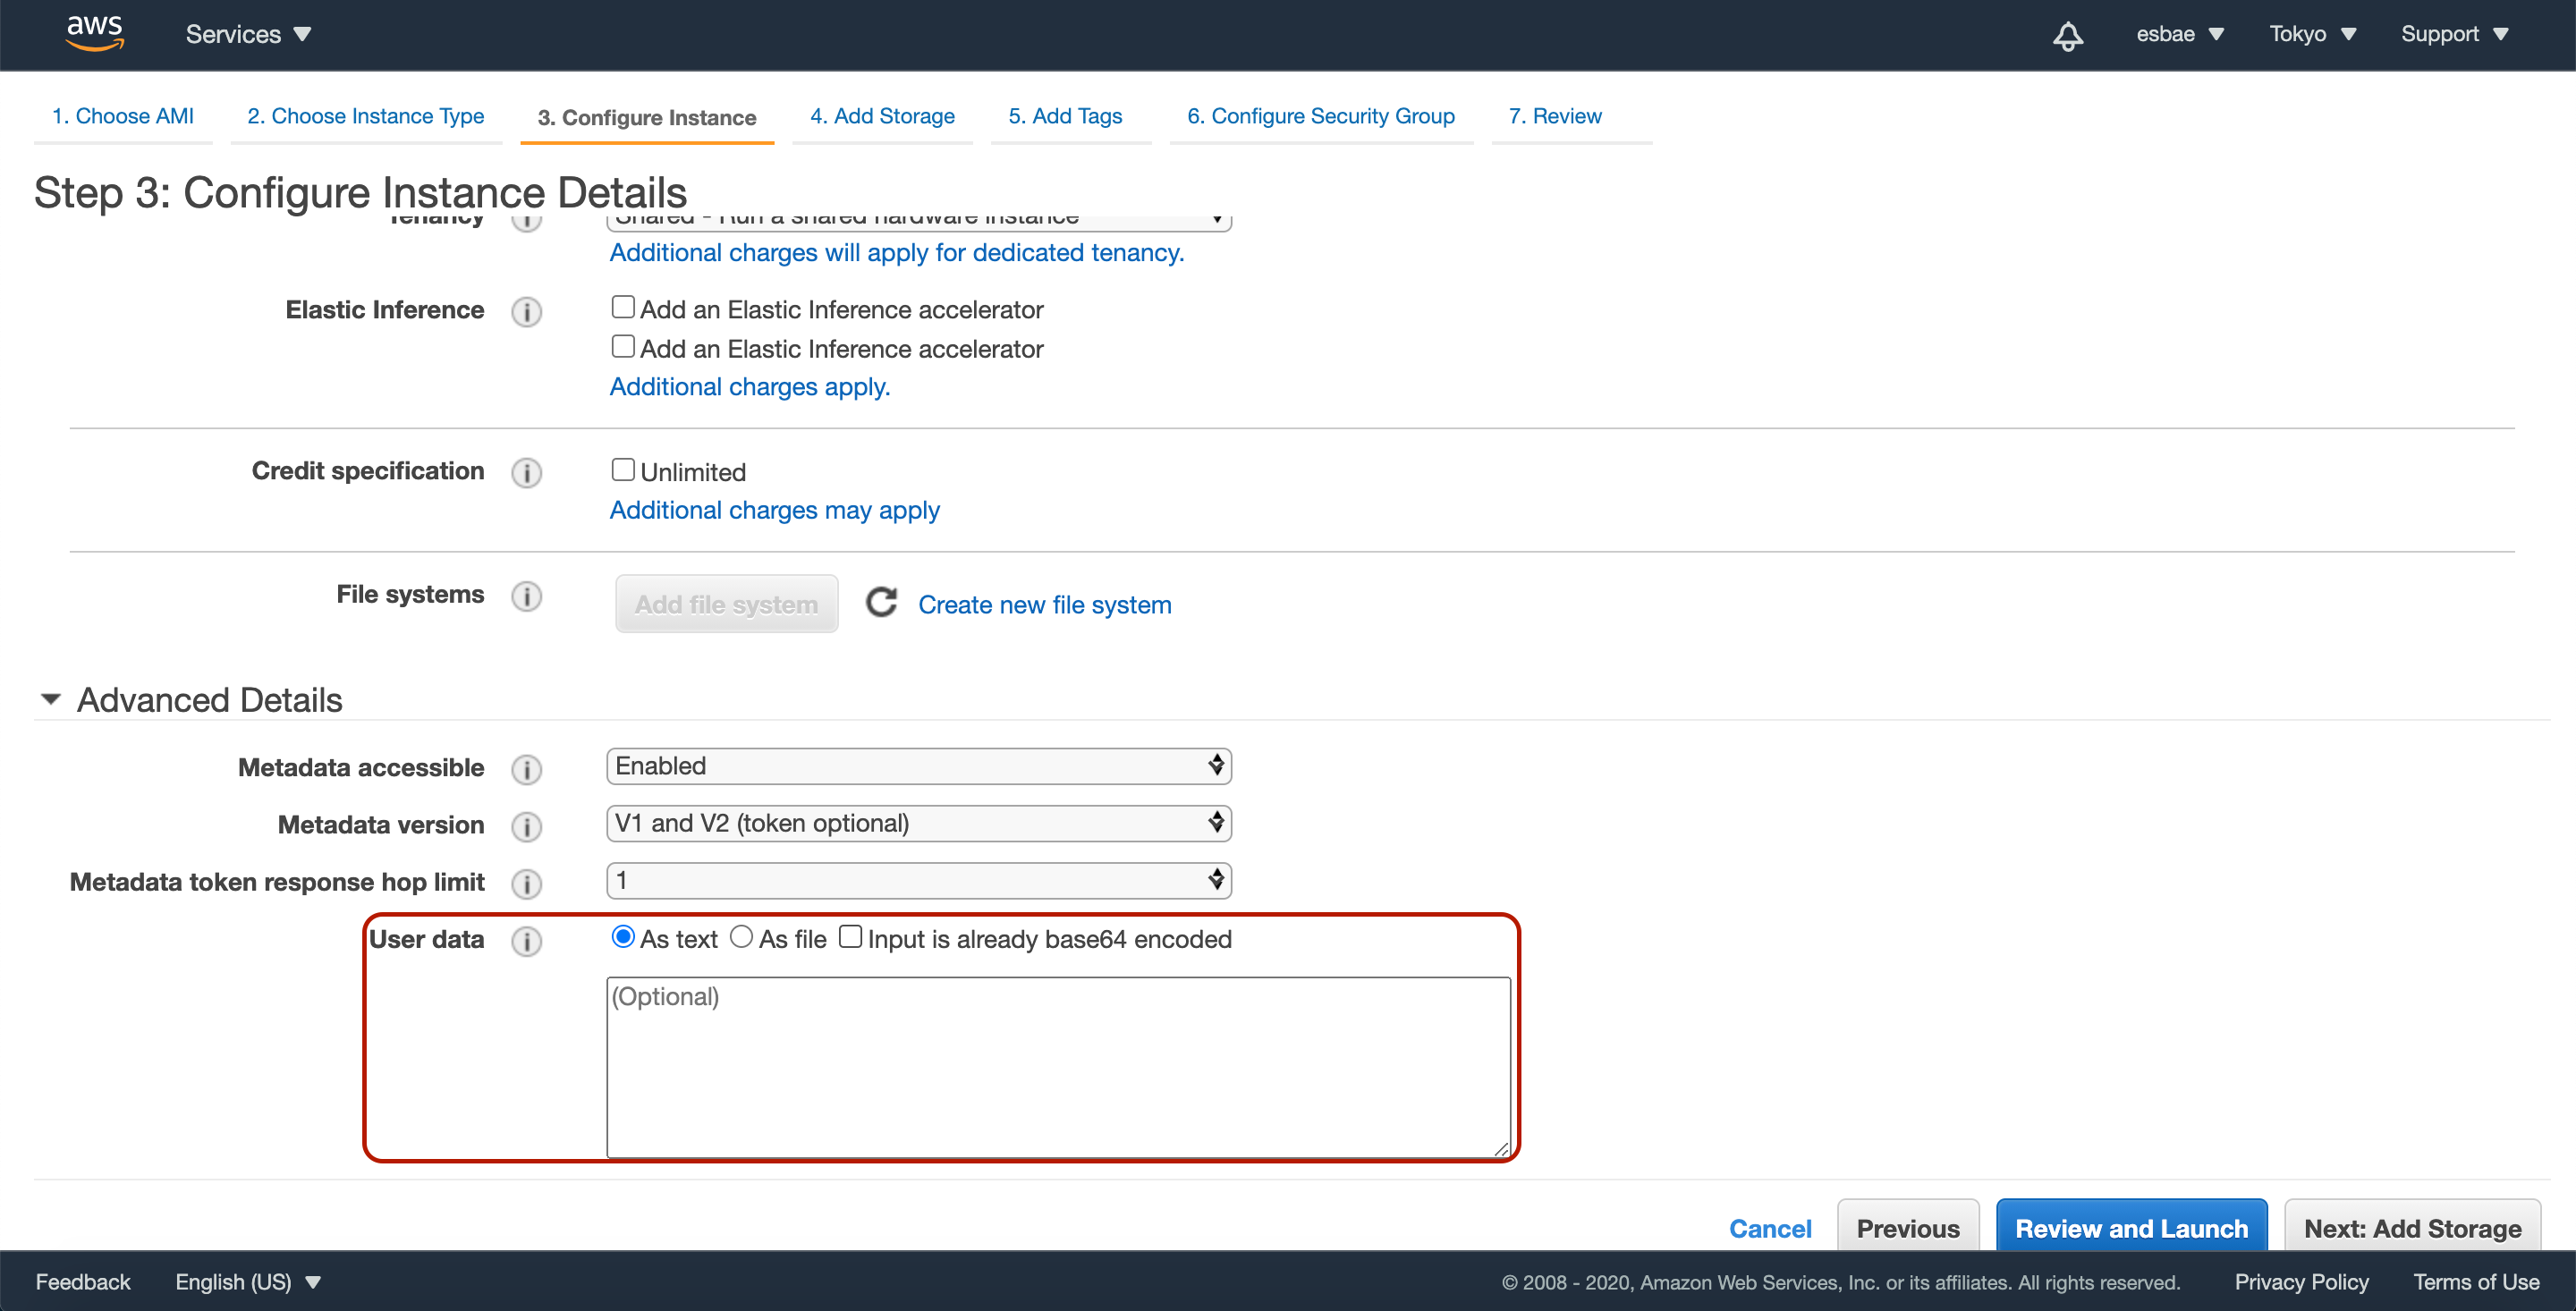 aws
Services
esbae
Tokyo
Support
1. Choose AMI
2. Choose Instance Type
3. Configure Instance
4. Add Storage
5. Add Tags
6. Configure Security Group
7. Review
Step 3: Configure Instance Details
Tenancy
Shared - Run a shared hardware instance
Additional charges will apply for dedicated tenancy.
Elastic Inference
Add an Elastic Inference accelerator
Add an Elastic Inference accelerator
Additional charges apply.
Credit specification
Unlimited
Additional charges may apply
File systems
Add file system
Create new file system
Advanced Details
Metadata accessible
Enabled
Metadata version
V1 and V2 (token optional)
Metadata token response hop limit
1
User data
As text
As file
Input is already base64 encoded
(Optional)
Cancel
Previous
Review and Launch
Next: Add Storage
Feedback
English (US)
© 2008 - 2020, Amazon Web Services, Inc. or its affiliates. All rights reserved.
Privacy Policy
Terms of Use